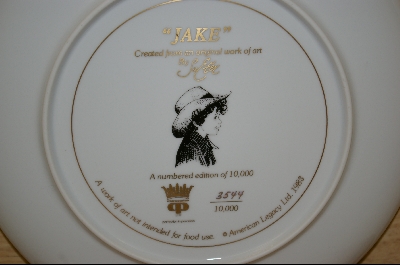 "JAKE"
Created from an original work of art
By
A numbered edition of 10,000
3544
10,000
A work of art not intended for food use. © American Legacy Ltd. 1983